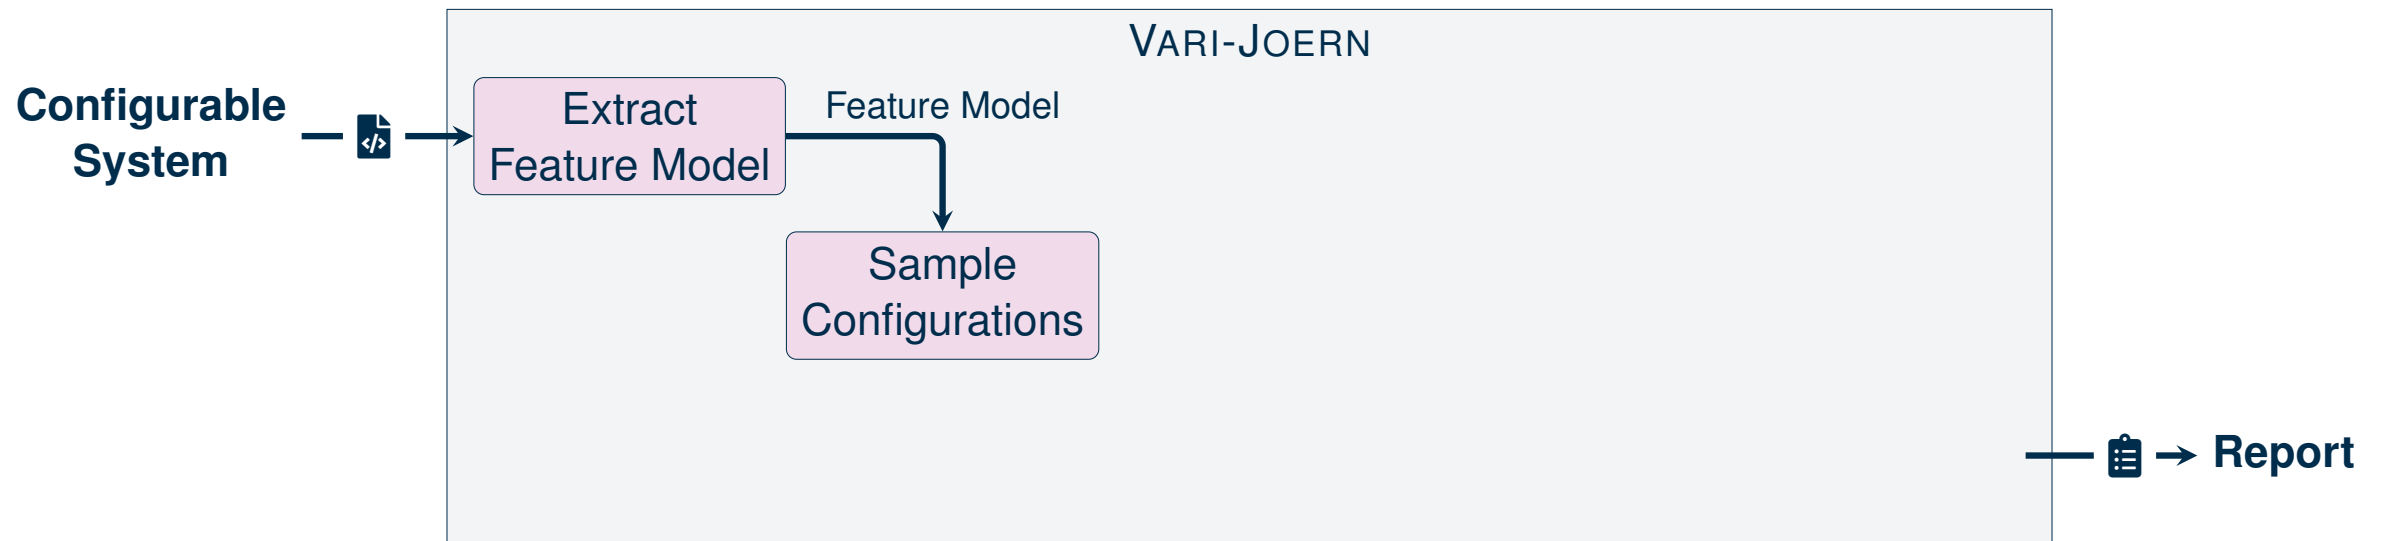 VARI-JOERN
Configurable
System
Extract
Feature Model
Feature Model
Sample
Configurations
Report